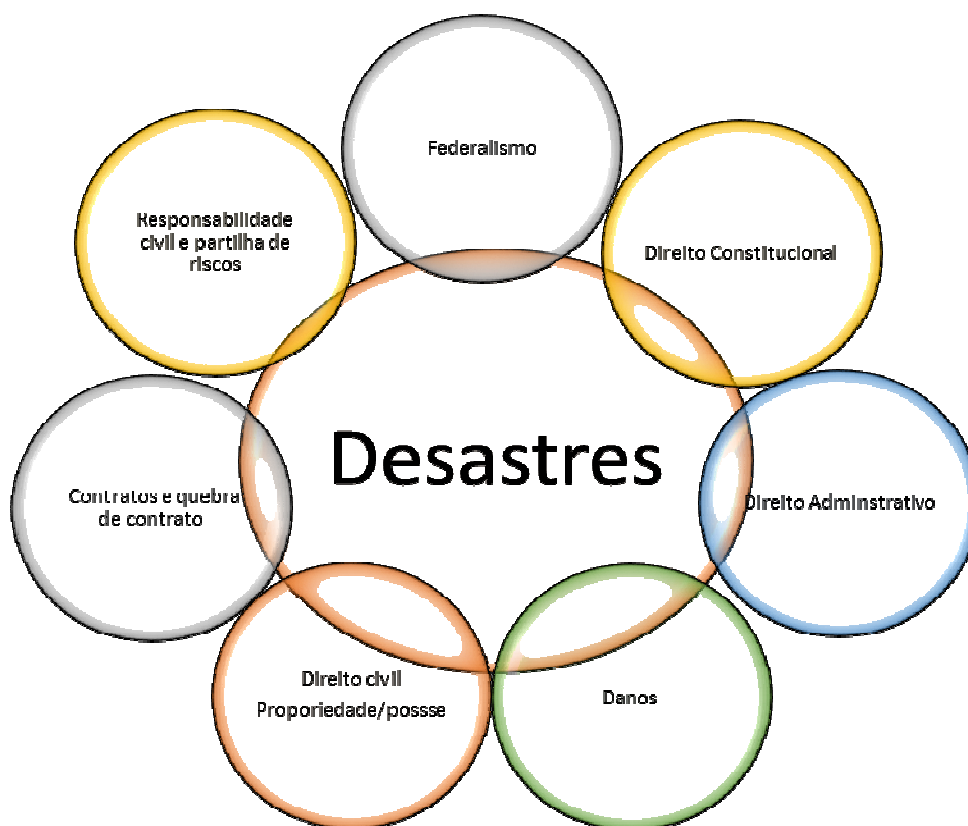 Federalismo
Responsabilidade
civil e partilha de
riscos
Direito Constitucional
Desastres
Contratos e quebra
de contrato
Direito Adminstrativo
Direito civil
Proporiedade/possse
Danos